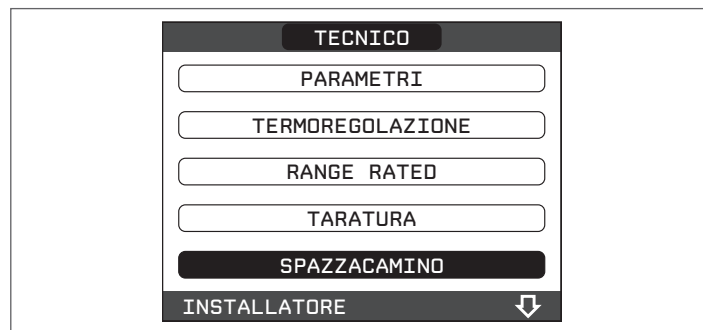 TECNICO
PARAMETRI
TERMOREGOLAZIONE
RANGE RATED
TARATURA
SPAZZACAMINO
INSTALLATORE